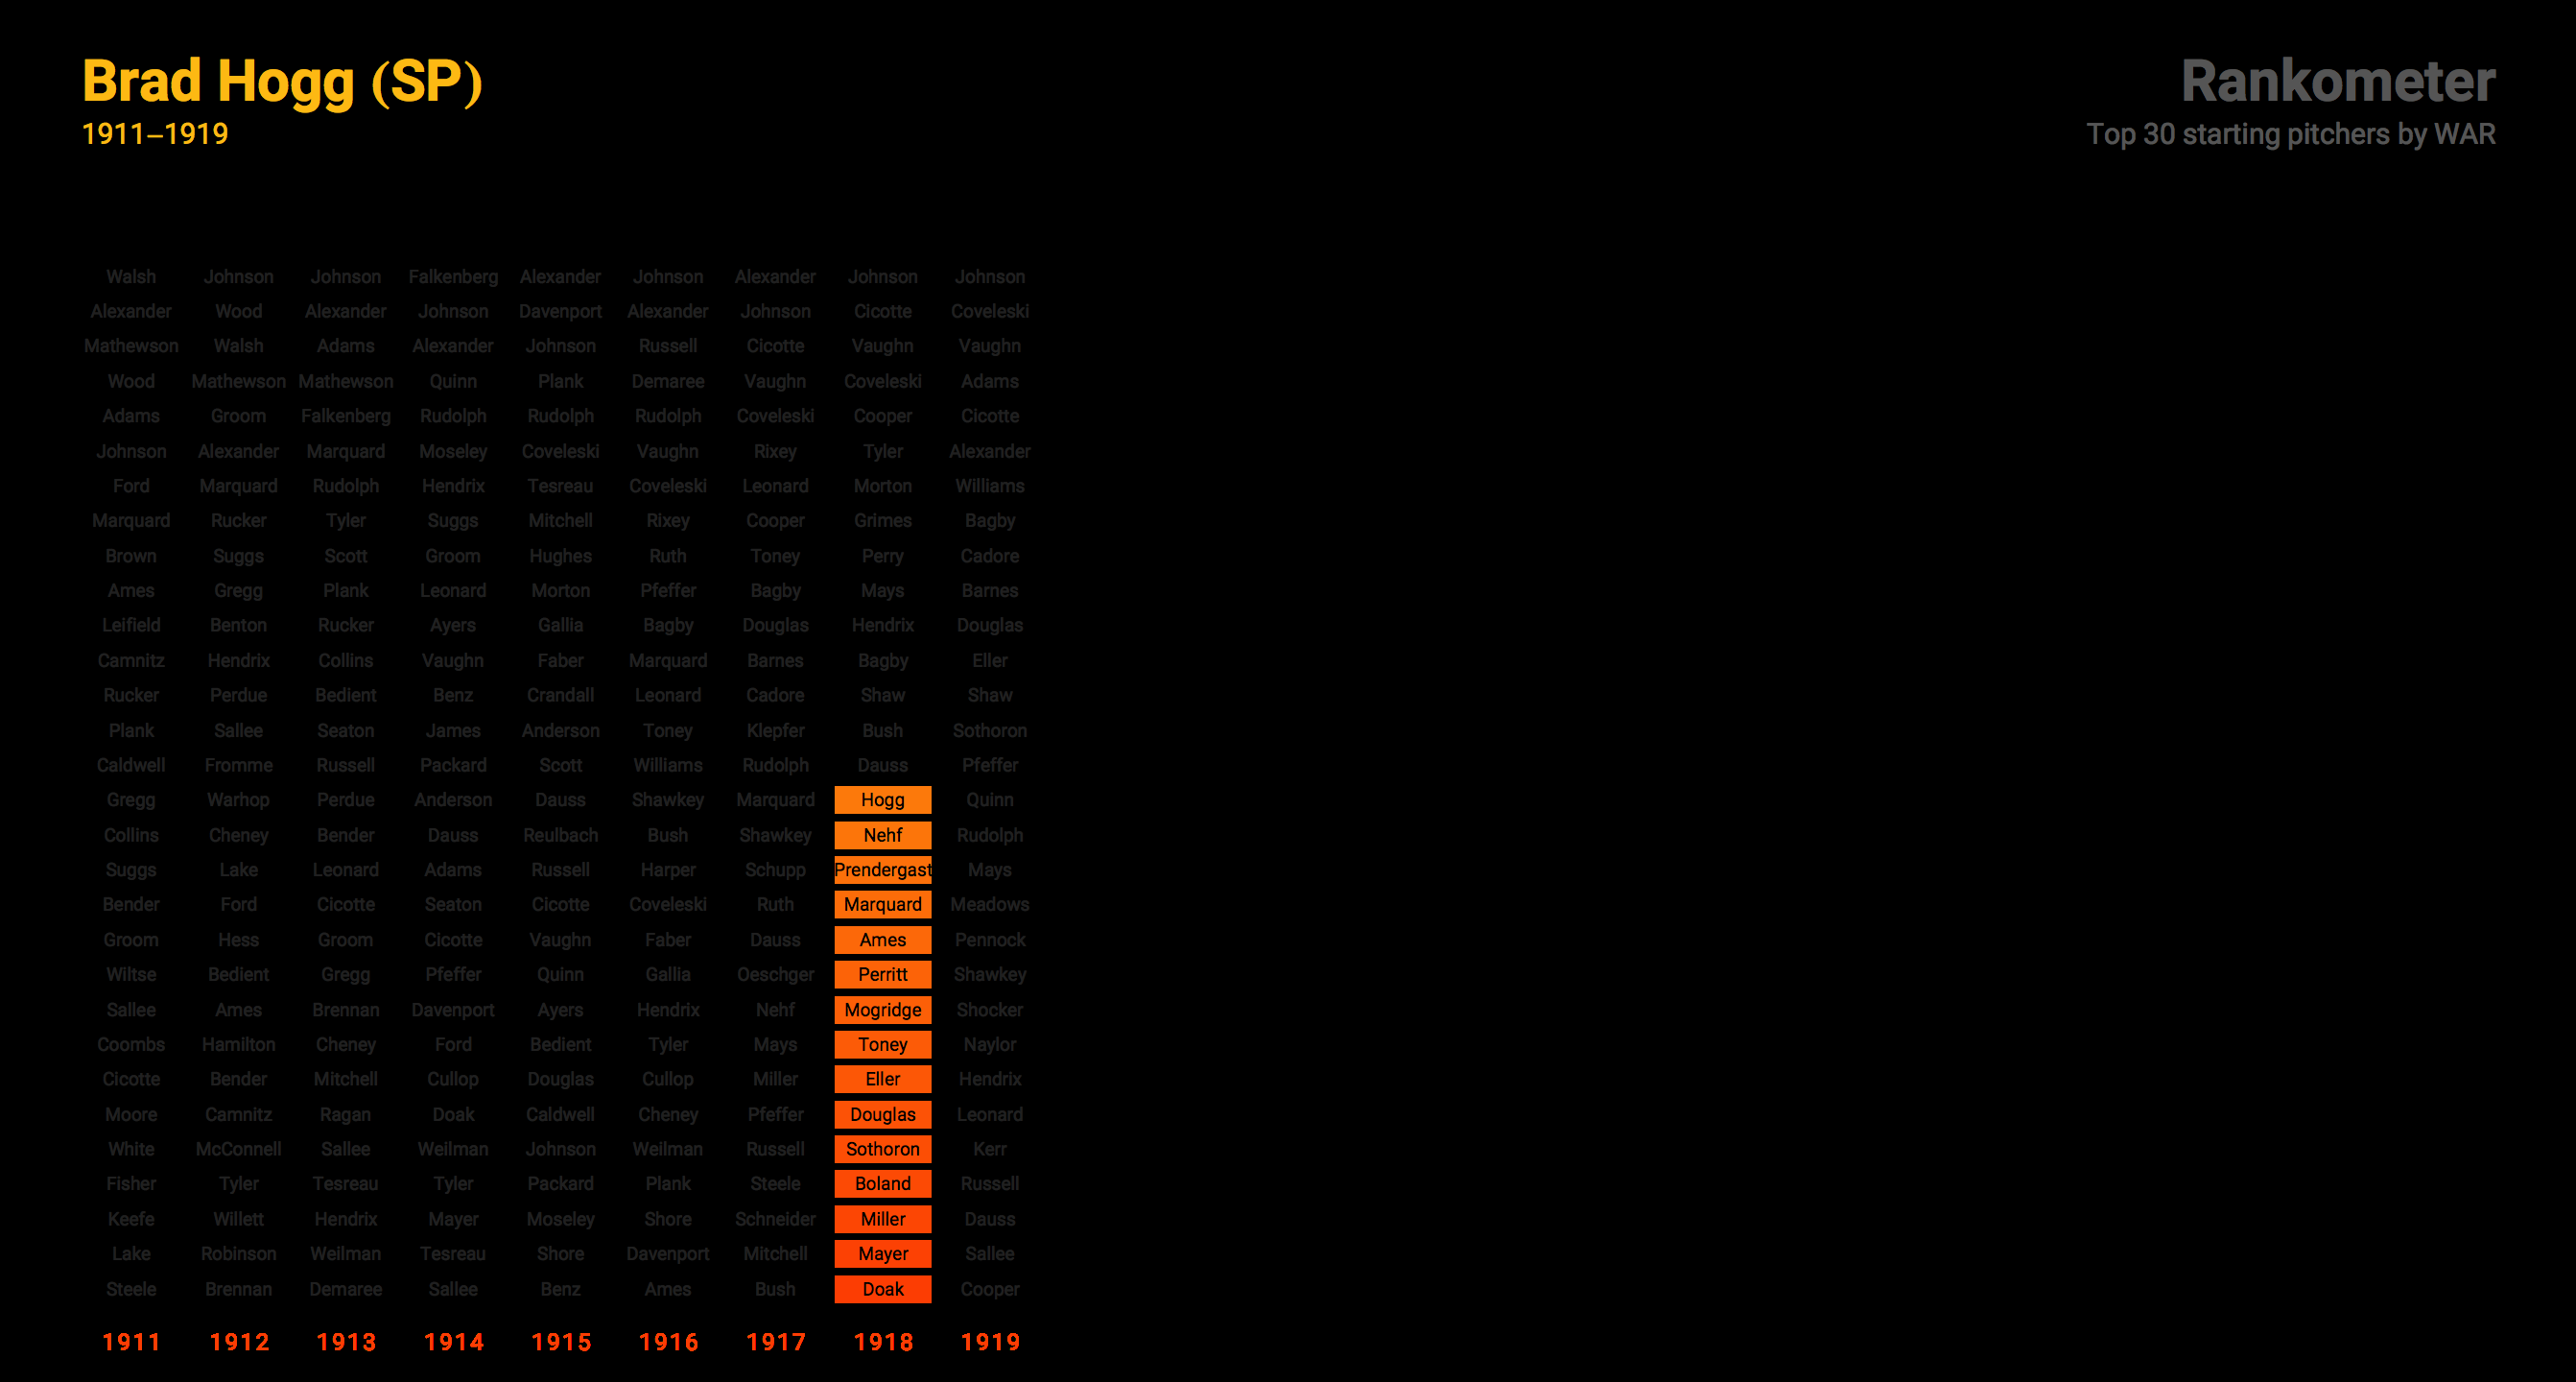 Brad Hogg (SP)
1911–1919
Rankometer
Top 30 starting pitchers by WAR
Walsh Johnson Johnson Falkenberg Alexander Johnson Alexander Johnson Johnson
Alexander Wood Alexander Johnson Davenport Alexander Johnson Cicotte Coveleski
Mathewson Walsh Adams Alexander Johnson Russell Cicotte Vaughn Vaughn
Wood Mathewson Mathewson Quinn Plank Demaree Vaughn Coveleski Adams
Adams Groom Falkenberg Rudolph Rudolph Rudolph Coveleski Cooper Cicotte
Johnson Alexander Marquard Moseley Coveleski Vaughn Rixey Tyler Alexander
Ford Marquard Rudolph Hendrix Tesreau Coveleski Leonard Morton Williams
Marquard Rucker Tyler Suggs Mitchell Rixey Cooper Grimes Bagby
Brown Suggs Scott Groom Hughes Ruth Toney Perry Cadore
Ames Gregg Plank Leonard Morton Pfeffer Bagby Mays Barnes
Leifield Benton Rucker Ayers Gallia Bagby Douglas Hendrix Douglas
Camnitz Hendrix Collins Vaughn Faber Marquard Barnes Bagby Eller
Rucker Perdue Bedient Benz Crandall Leonard Cadore Shaw Shaw
Plank Sallee Seaton James Anderson Toney Klepfer Bush Sothoron
Caldwell Fromme Russell Packard Scott Williams Rudolph Dauss Pfeffer
Gregg Warhop Perdue Anderson Dauss Shawkey Marquard Hogg Quinn
Collins Cheney Bender Dauss Reulbach Bush Shawkey Nehf Rudolph
Suggs Lake Leonard Adams Russell Harper Schupp Prendergast Mays
Bender Ford Cicotte Seaton Cicotte Coveleski Ruth Marquard Meadows
Groom Hess Groom Cicotte Vaughn Faber Dauss Ames Pennock
Wiltse Bedient Gregg Pfeffer Quinn Gallia Oeschger Perritt Shawkey
Sallee Ames Brennan Davenport Ayers Hendrix Nehf Mogridge Shocker
Coombs Hamilton Cheney Ford Bedient Tyler Mays Toney Naylor
Cicotte Bender Mitchell Cullop Douglas Cullop Miller Eller Hendrix
Moore Camnitz Ragan Doak Caldwell Cheney Pfeffer Douglas Leonard
White McConnell Sallee Weilman Johnson Weilman Russell Sothoron Kerr
Fisher Tyler Tesreau Tyler Packard Plank Steele Boland Russell
Keefe Willett Hendrix Mayer Moseley Shore Schneider Miller Dauss
Lake Robinson Weilman Tesreau Shore Davenport Mitchell Mayer Sallee
Steele Brennan Demaree Sallee Benz Ames Bush Doak Cooper
1911 1912 1913 1914 1915 1916 1917 1918 1919